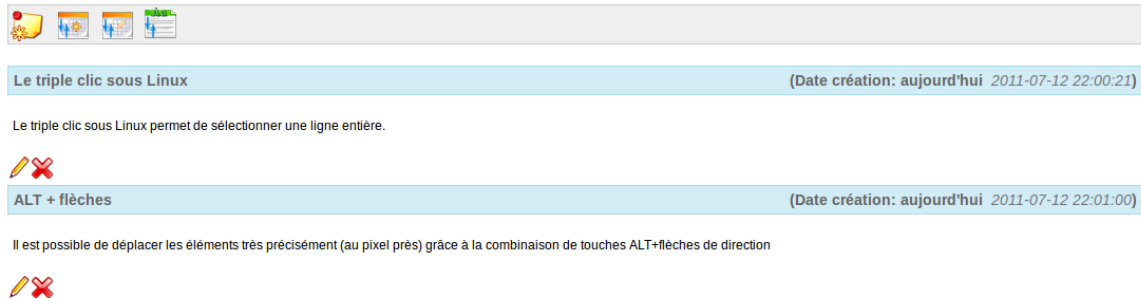 Le triple clic sous Linux (Date création: aujourd'hui 2011-07-12 22:00:21)
Le triple clic sous Linux permet de sélectionner une ligne entière.
ALT + flèches (Date création: aujourd'hui 2011-07-12 22:01:00)
Il est possible de déplacer les éléments très précisément (au pixel près) grâce à la combinaison de touches ALT+flèches de direction